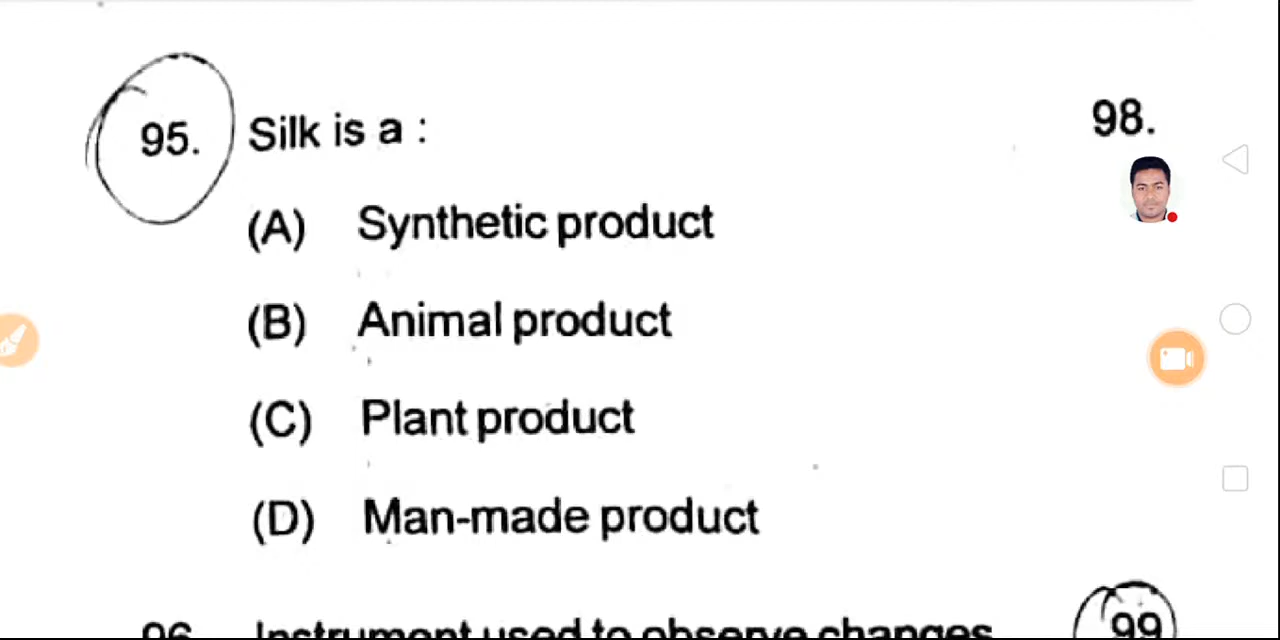 95. Silk is a :
(A) Synthetic product
(B) Animal product
(C) Plant product
(D) Man-made product
96 Instrument used to observe changes
98.
99